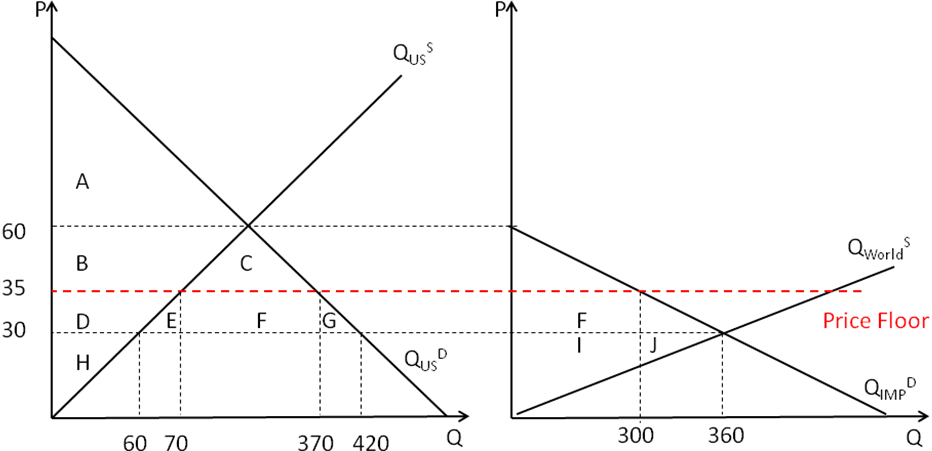 P
Q_US^S
A
60
B
C
35
D
E
F
G
30
H
Q_US^D
60
70
370
420
Q
P
Q_World^S
F
Price Floor
I
J
Q_IMP^D
300
360
Q